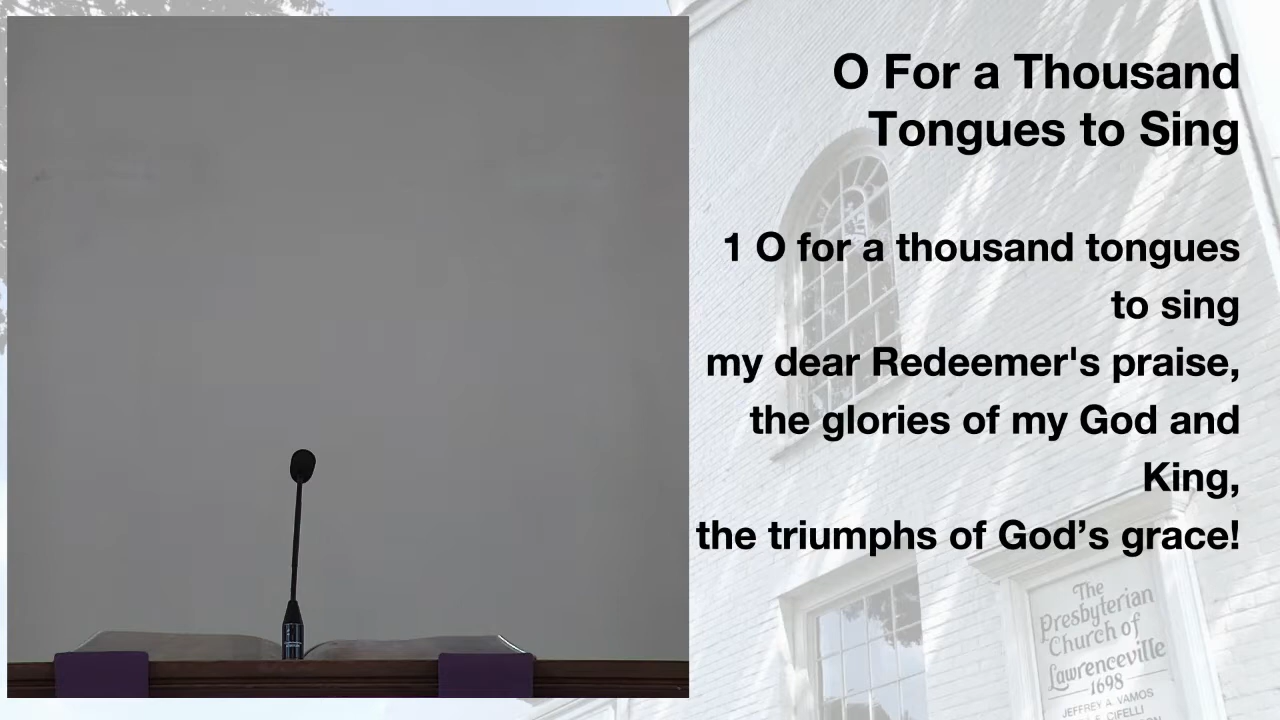 O For a Thousand
Tongues to Sing
1 O for a thousand tongues
to sing
my dear Redeemer's praise,
the glories of my God and
King,
the triumphs of God’s grace!
The
Presbyterian
Church of
Lawrenceville
1698
JEFFREY A. VAMOS
CIFELLI